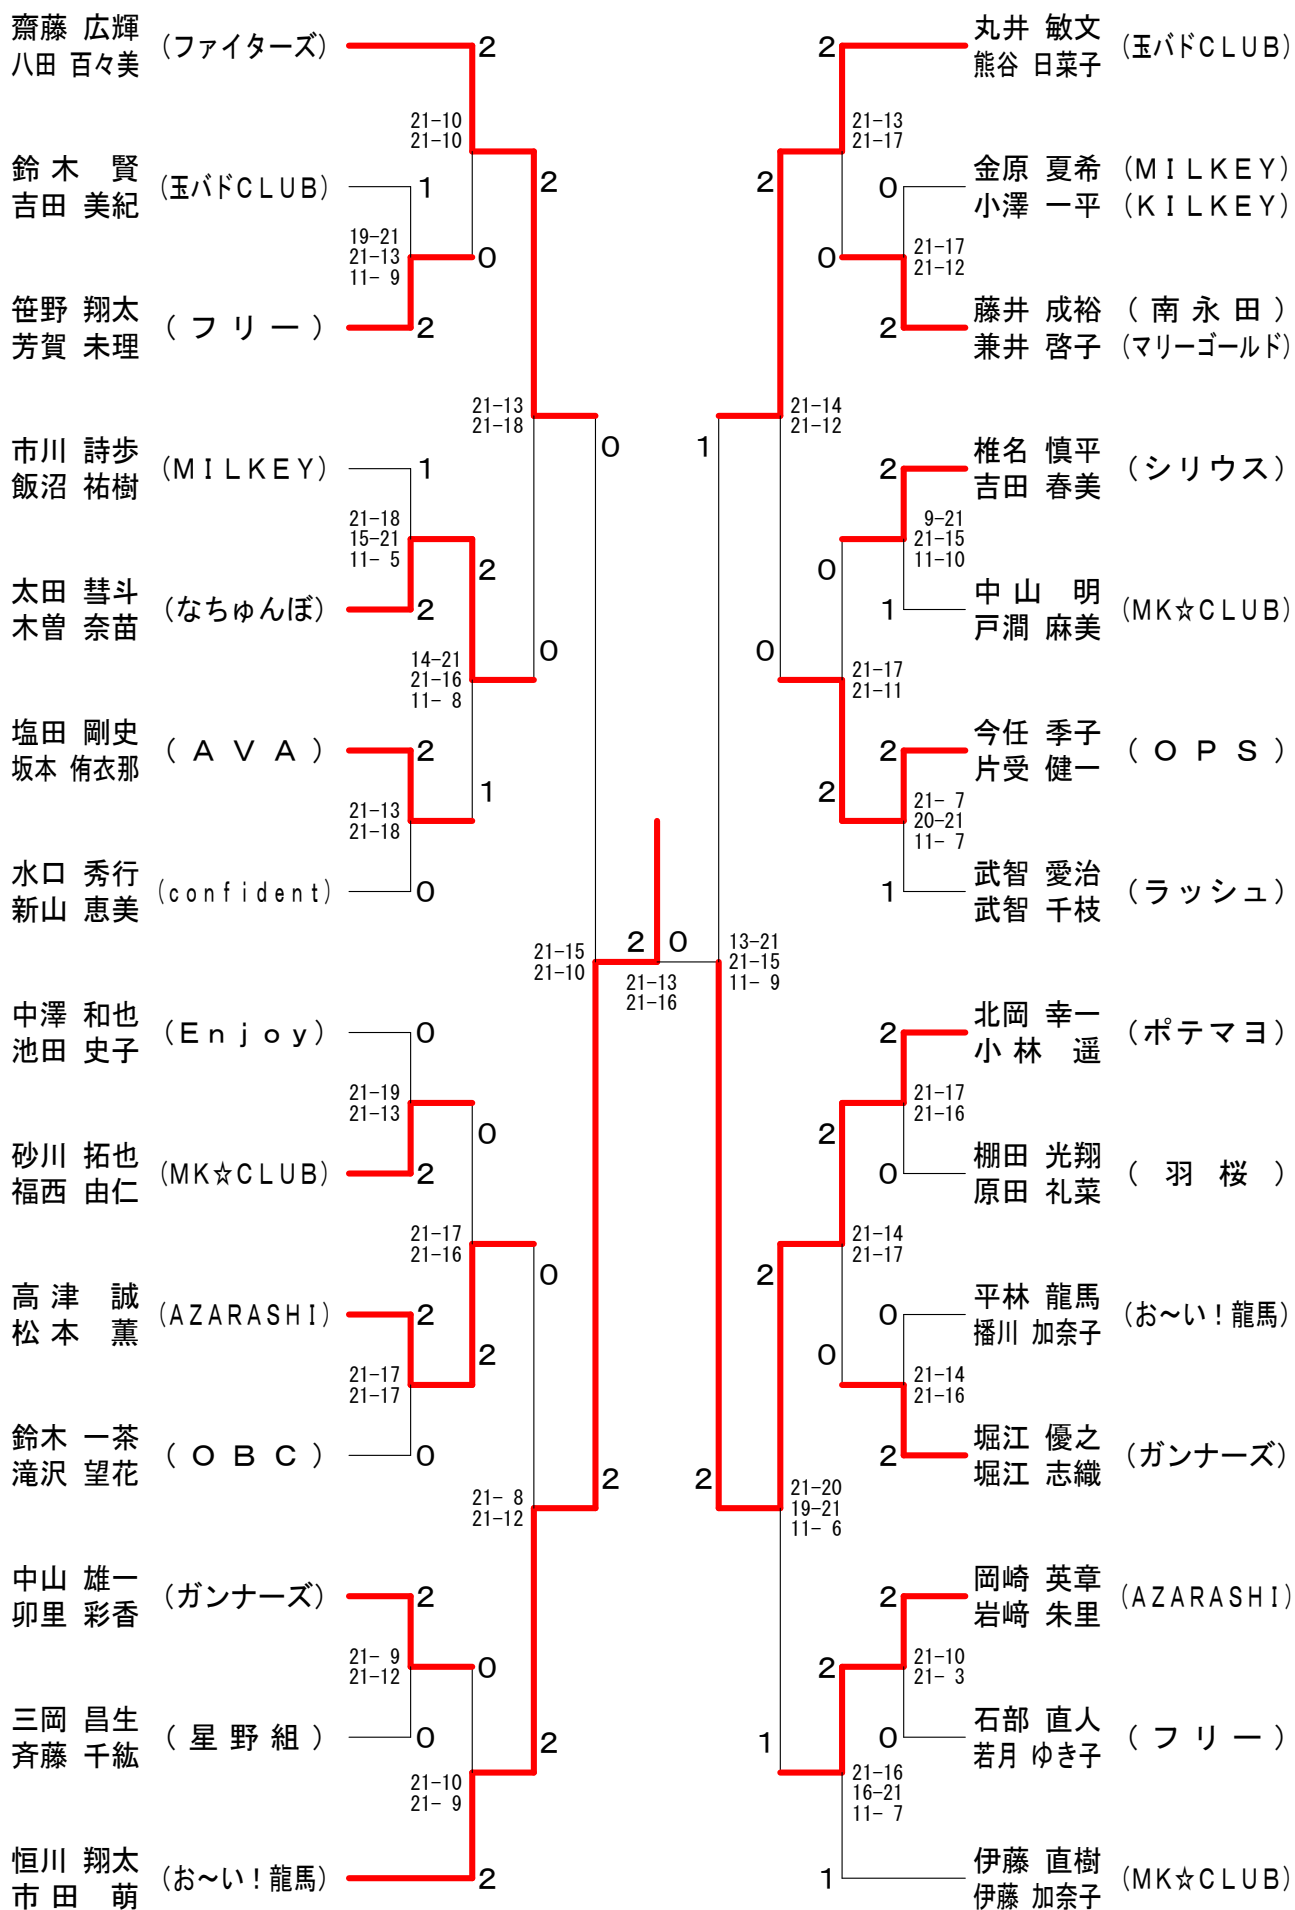 齋藤 広輝
八田 百々美
(ファイターズ)
2
21-10
21-10
鈴木 賢
吉田 美紀
(玉バドCLUB)
1
2
19-21
21-13
11- 9
0
笹野 翔太
芳賀 未理
(フリー)
2
21-13
21-18
0
市川 詩歩
飯沼 祐樹
(MILKEY)
1
21-18
15-21
11- 5
2
太田 彗斗
木曽 奈苗
(なちゅんぼ)
2
0
14-21
21-16
11- 8
塩田 剛史
坂本 侑衣那
(AVA)
2
1
21-13
21-18
水口 秀行
新山 恵美
(confident)
0
21-15
21-10
2
0
21-13
21-16
中澤 和也
池田 史子
(Enjoy)
0
21-19
21-13
0
砂川 拓也
福西 由仁
(MK☆CLUB)
2
21-17
21-16
0
高津 誠
松本 薫
(AZARASHI)
2
2
21-17
21-17
鈴木 一茶
滝沢 望花
(OBC)
0
2
21- 8
21-12
中山 雄一
卯里 彩香
(ガンナーズ)
2
21- 9
21-12
0
三岡 昌生
斉藤 千紘
(星野組)
0
2
21-10
21- 9
恒川 翔太
市田 萌
(お〜い！龍馬)
2
2
丸井 敏文
熊谷 日菜子
(玉バドCLUB)
21-13
21-17
2
0
金原 夏希
小澤 一平
(MILKEY)
(KILKEY)
21-17
21-12
0
2
藤井 成裕
兼井 啓子
(南永田)
(マリーゴールド)
21-14
21-12
1
2
椎名 慎平
吉田 春美
(シリウス)
9-21
21-15
11-10
0
1
中山 明
戸澗 麻美
(MK☆CLUB)
0
21-17
21-11
2
今任 季子
片受 健一
(OPS)
2
21- 7
20-21
11- 7
1
武智 愛治
武智 千枝
(ラッシュ)
13-21
21-15
11- 9
2
北岡 幸一
小林 遥
(ポテマヨ)
21-17
21-16
2
0
棚田 光翔
原田 礼菜
(羽桜)
21-14
21-17
2
0
平林 龍馬
播川 加奈子
(お〜い！龍馬)
0
21-14
21-16
2
堀江 優之
堀江 志織
(ガンナーズ)
2
21-20
19-21
11- 6
2
岡崎 英章
岩﨑 朱里
(AZARASHI)
21-10
21- 3
2
0
石部 直人
若月 ゆき子
(フリー)
1
21-16
16-21
11- 7
1
伊藤 直樹
伊藤 加奈子
(MK☆CLUB)